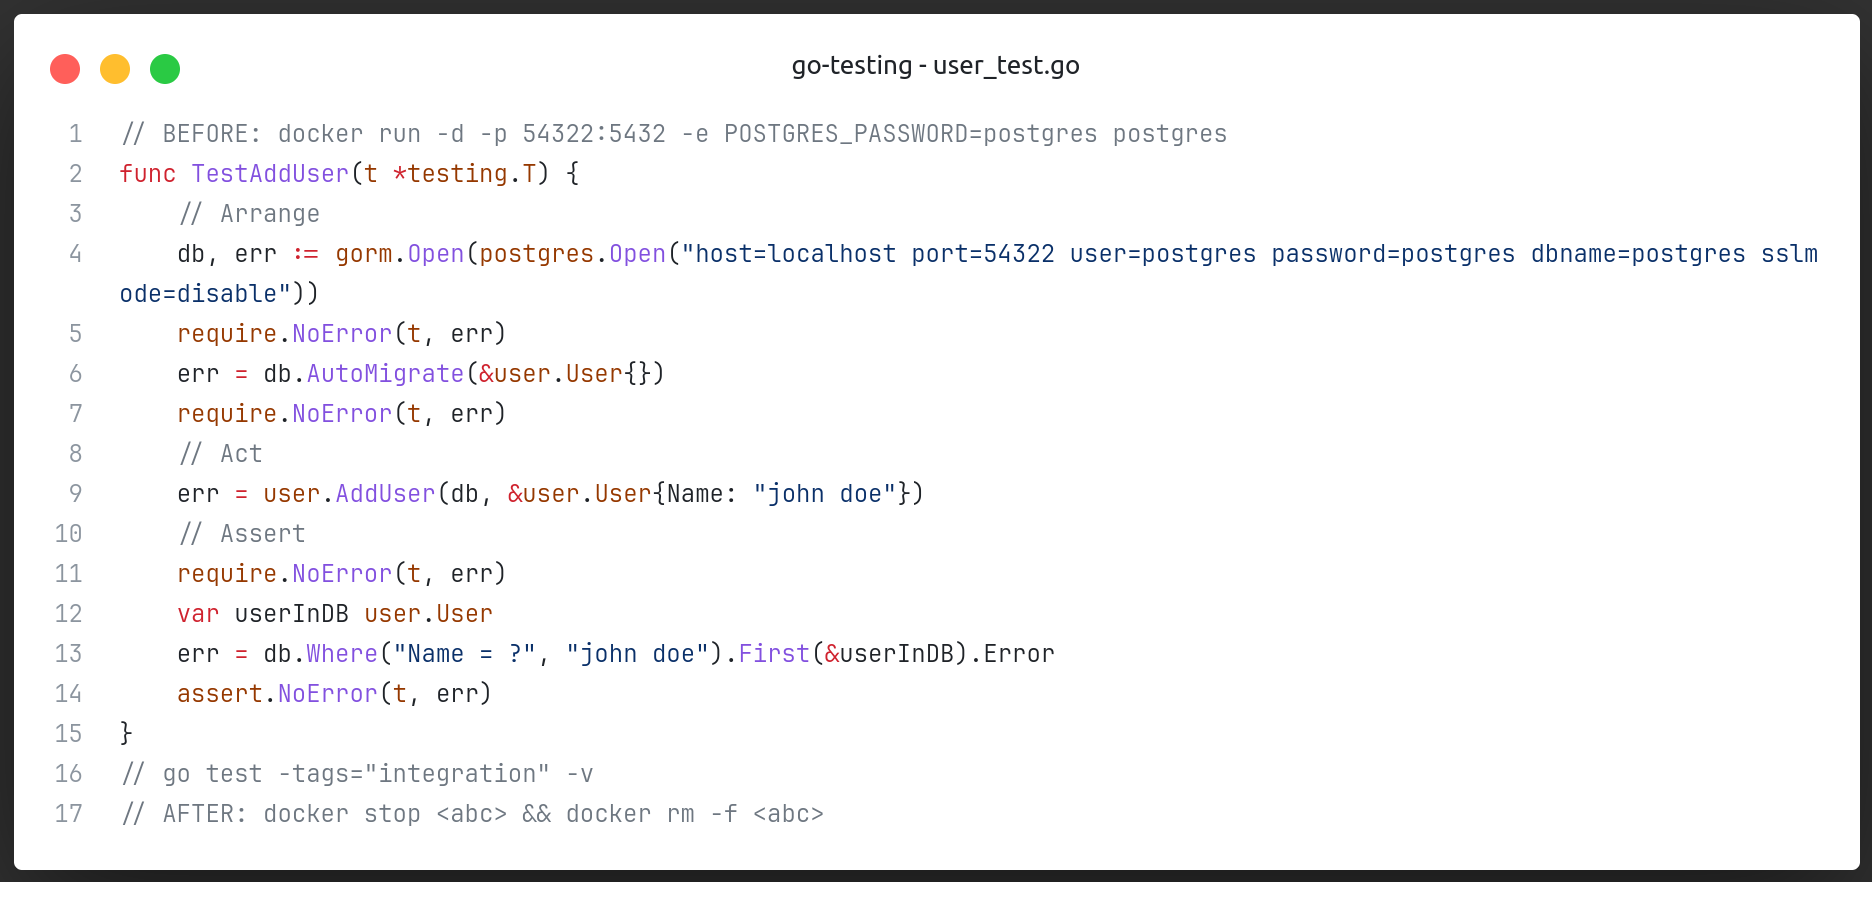 go-testing - user_test.go
1 // BEFORE: docker run -d -p 54322:5432 -e POSTGRES_PASSWORD=postgres postgres
2 func TestAddUser(t *testing.T) {
3     // Arrange
4     db, err := gorm.Open(postgres.Open("host=localhost port=54322 user=postgres password=postgres dbname=postgres sslm
ode=disable"))
5     require.NoError(t, err)
6     err = db.AutoMigrate(&user.User{})
7     require.NoError(t, err)
8     // Act
9     err = user.AddUser(db, &user.User{Name: "john doe"})
10     // Assert
11     require.NoError(t, err)
12     var userInDB user.User
13     err = db.Where("Name = ?", "john doe").First(&userInDB).Error
14     assert.NoError(t, err)
15 }
16 // go test -tags="integration" -v
17 // AFTER: docker stop <abc> && docker rm -f <abc>